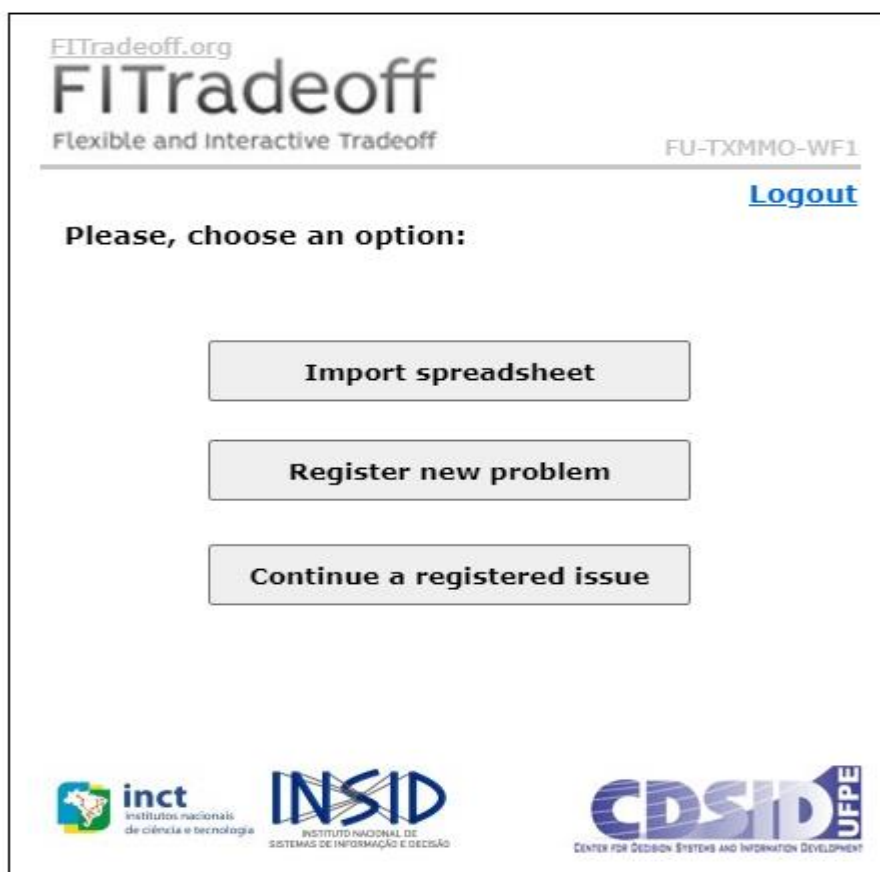 FITradeoff.org
FITradeoff
Flexible and Interactive Tradeoff
FU-TXMMO-WF1
Logout
Please, choose an option:
Import spreadsheet
Register new problem
Continue a registered issue
inct
institutos nacionais
de ciência e tecnologia
INSID
INSTITUTO NACIONAL DE
SISTEMAS DE INFORMAÇÃO E DECISÃO
CDSID
UFPE
CENTER FOR DECISION SYSTEMS AND INFORMATION DEVELOPMENT